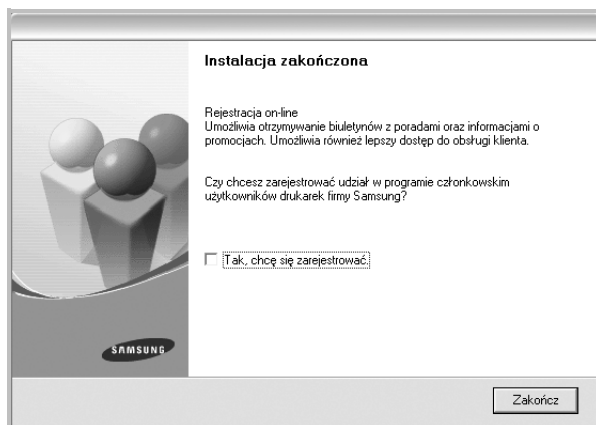 Instalacja zakończona
Rejestracja on-line
Umożliwia otrzymywanie biuletynów z poradami oraz informacjami o
promocjach. Umożliwia również lepszy dostęp do obsługi klienta.
Czy chcesz zarejestrować udział w programie członkowskim
użytkowników drukarek firmy Samsung?
Tak, chcę się zarejestrować.
SAMSUNG
Zakończ